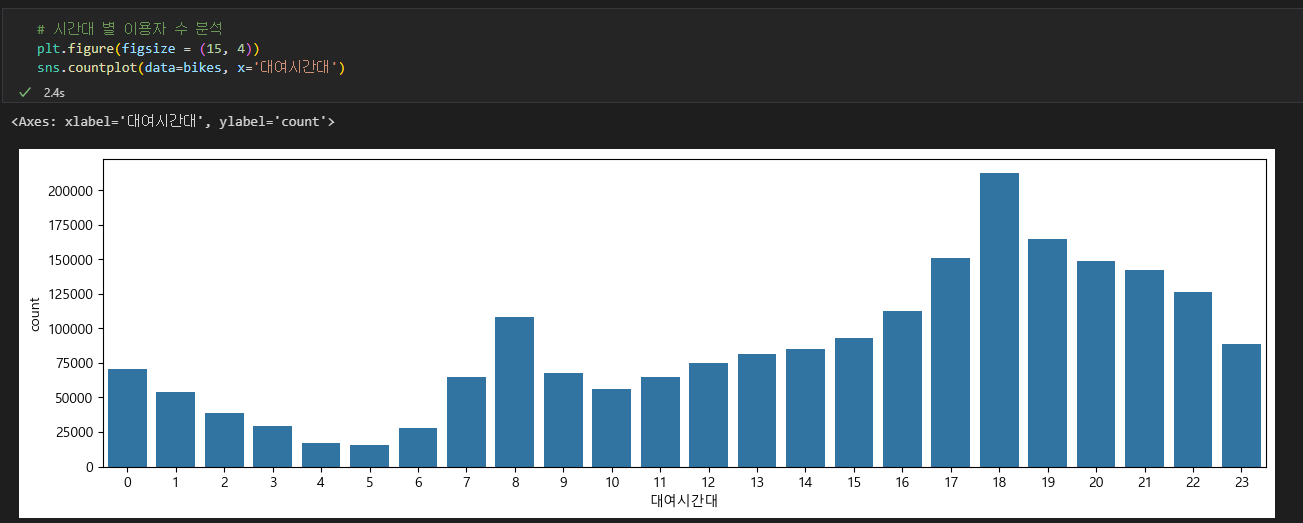 # 시간대 별 이용자 수 분석
plt.figure(figsize = (15, 4))
sns.countplot(data=bikes, x='대여시간대')
2.4s
<Axes: xlabel='대여시간대', ylabel='count'>
200000
175000
150000
125000
100000
75000
50000
25000
0
count
0 1 2 3 4 5 6 7 8 9 10 11 12 13 14 15 16 17 18 19 20 21 22 23
대여시간대